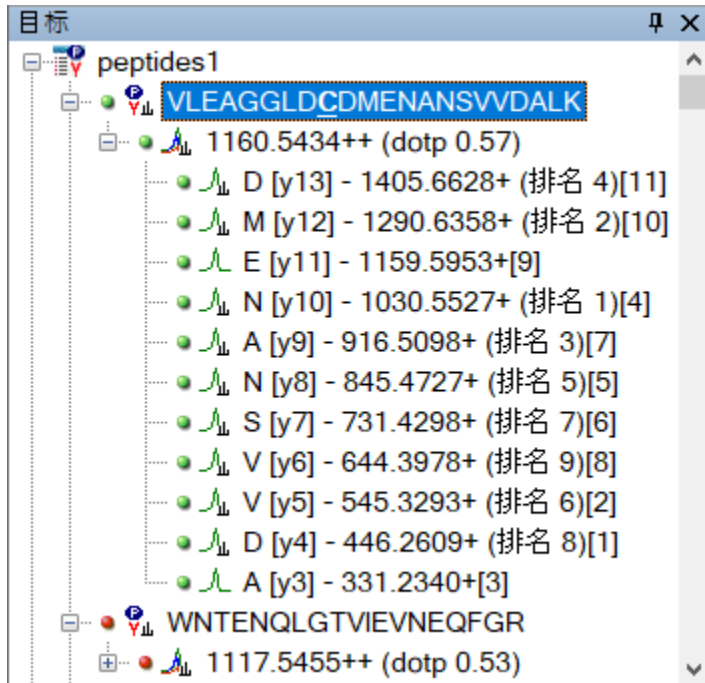 目标
peptides1
VLEAGGLDCDMENANSVVDALK
1160.5434++ (dotp 0.57)
D [y13] - 1405.6628+ (排名 4)[11]
M [y12] - 1290.6358+ (排名 2)[10]
E [y11] - 1159.5953+[9]
N [y10] - 1030.5527+ (排名 1)[4]
A [y9] - 916.5098+ (排名 3)[7]
N [y8] - 845.4727+ (排名 5)[5]
S [y7] - 731.4298+ (排名 7)[6]
V [y6] - 644.3978+ (排名 9)[8]
V [y5] - 545.3293+ (排名 6)[2]
D [y4] - 446.2609+ (排名 8)[1]
A [y3] - 331.2340+[3]
WNTENQLGTVIEVNEQFGR
1117.5455++ (dotp 0.53)